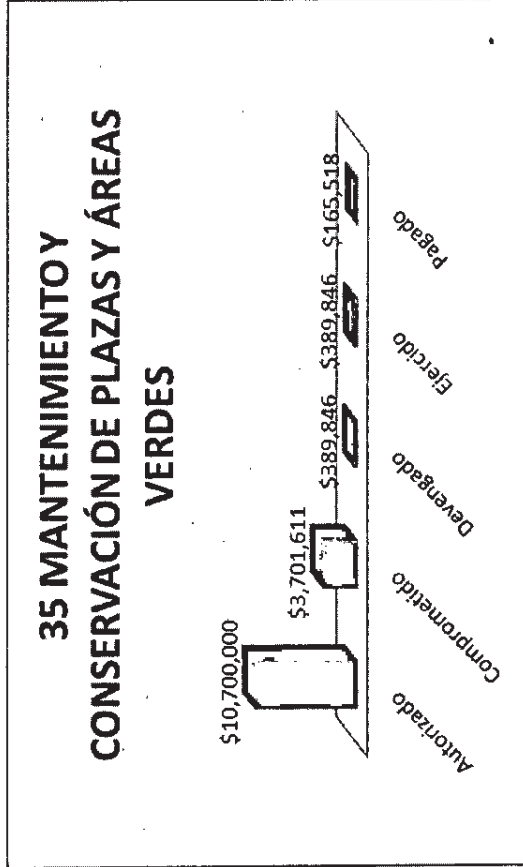 35 MANTENIMIENTO Y
CONSERVACIÓN DE PLAZAS Y ÁREAS
VERDES
$10,700,000
$3,701,611
$389,846
$389,846
$165,518
Autorizado
Comprometido
Devengado
Ejercido
Pagado